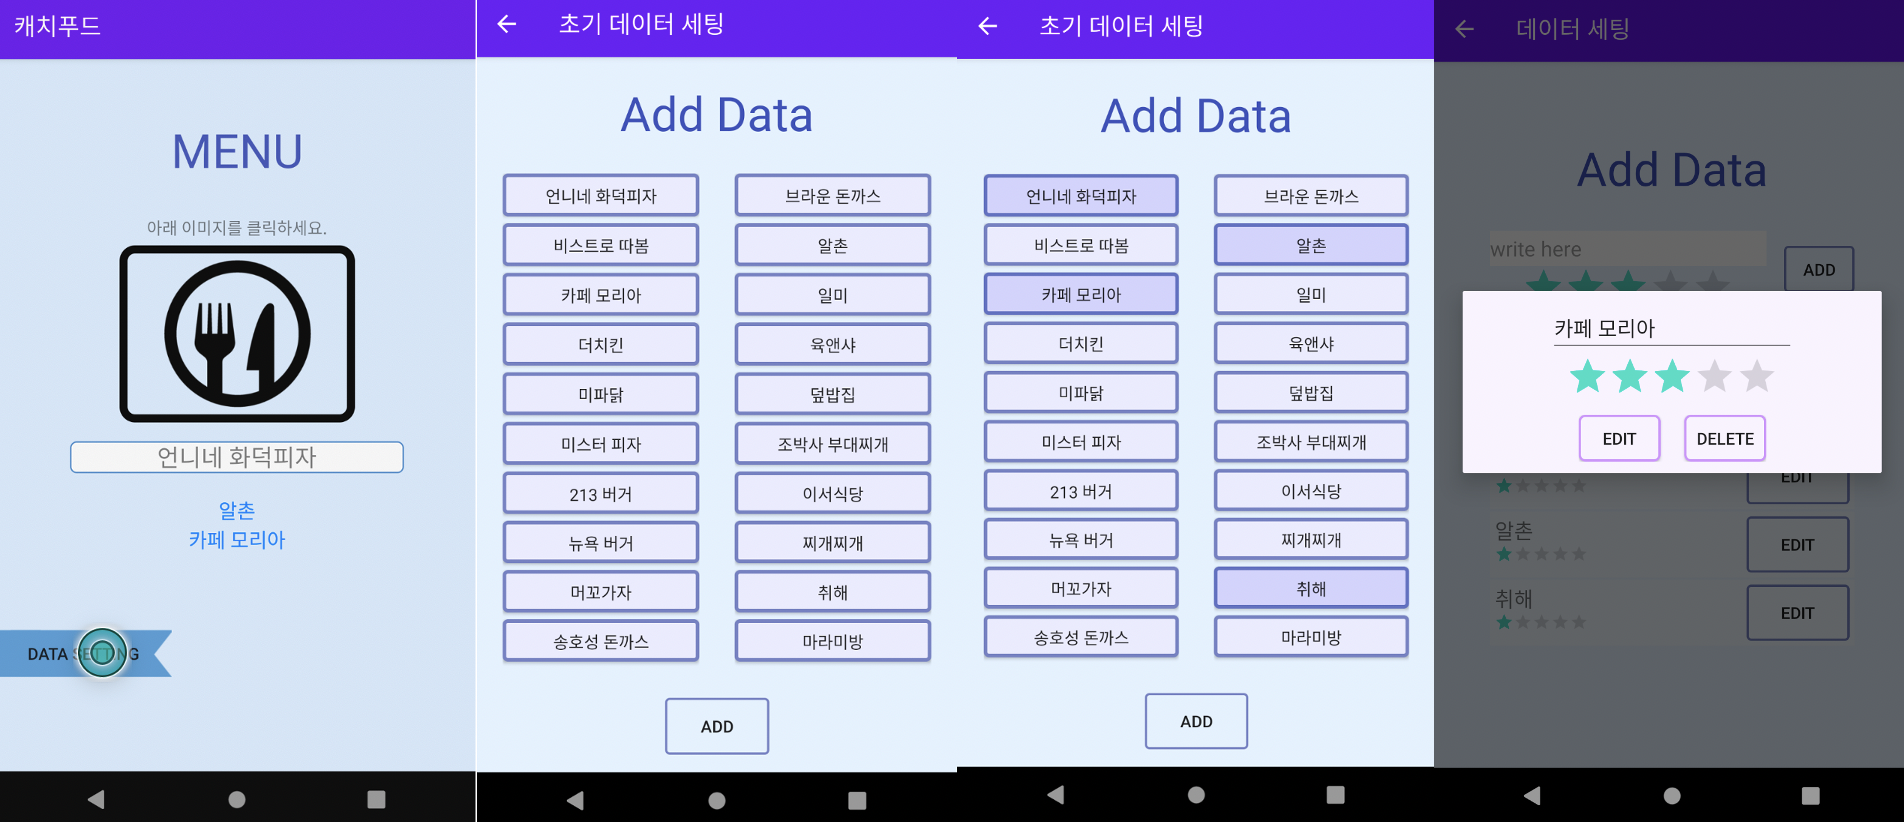 캐치푸드
MENU
아래 이미지를 클릭하세요.
언니네 화덕피자
알촌
카페 모리아
DATA SETTING
초기 데이터 세팅
Add Data
언니네 화덕피자
브라운 돈까스
비스트로 따봄
알촌
카페 모리아
일미
더치킨
육앤샤
미파닭
덮밥집
미스터 피자
조박사 부대찌개
213 버거
이서식당
뉴욕 버거
찌개찌개
머꼬가자
취해
송호성 돈까스
마라미방
ADD
초기 데이터 세팅
Add Data
언니네 화덕피자
브라운 돈까스
비스트로 따봄
알촌
카페 모리아
일미
더치킨
육앤샤
미파닭
덮밥집
미스터 피자
조박사 부대찌개
213 버거
이서식당
뉴욕 버거
찌개찌개
머꼬가자
취해
송호성 돈까스
마라미방
ADD
데이터 세팅
Add Data
write here
ADD
카페 모리아
EDIT
DELETE
EDIT
알촌
EDIT
취해
EDIT